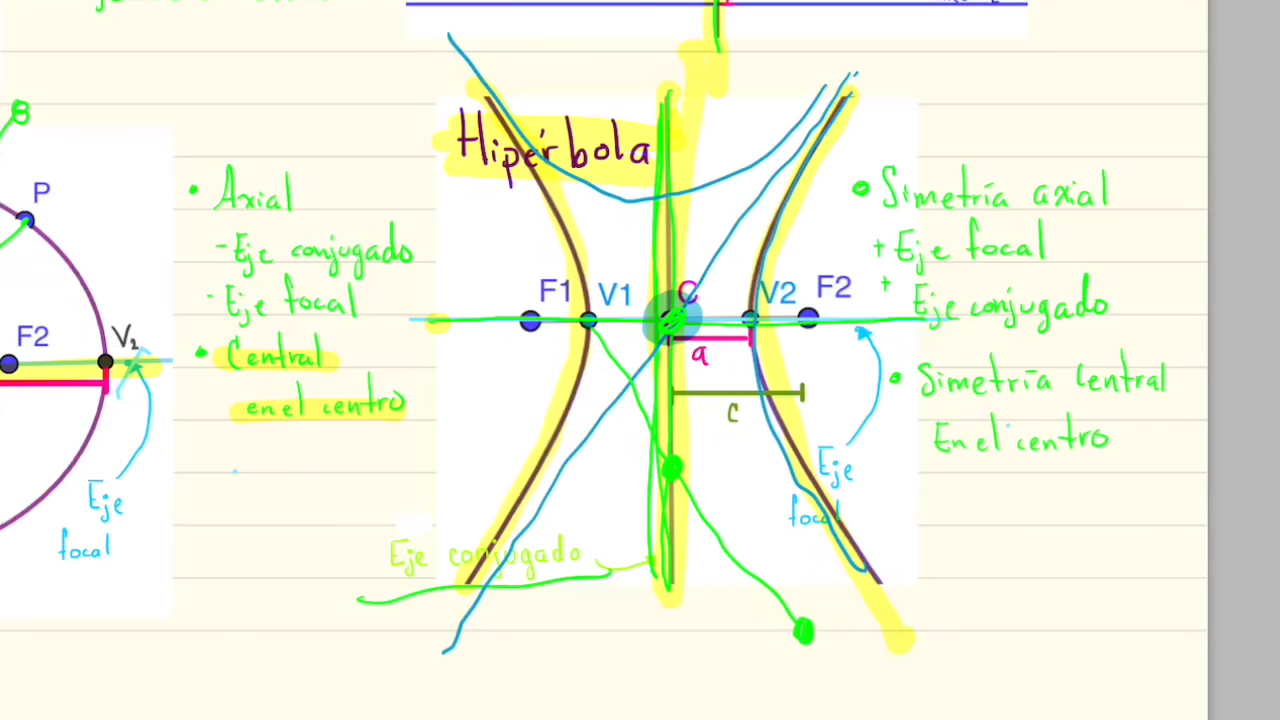 P
• Axial
- Eje conjugado
- Eje focal
F2
V₂
• Central
en el centro
Eje
focal
Hipérbola
F1
V1
C
V2
F2
a
c
Eje
focal
Eje conjugado
• Simetría axial
+ Eje focal
+ Eje conjugado
• Simetría Central
En el centro